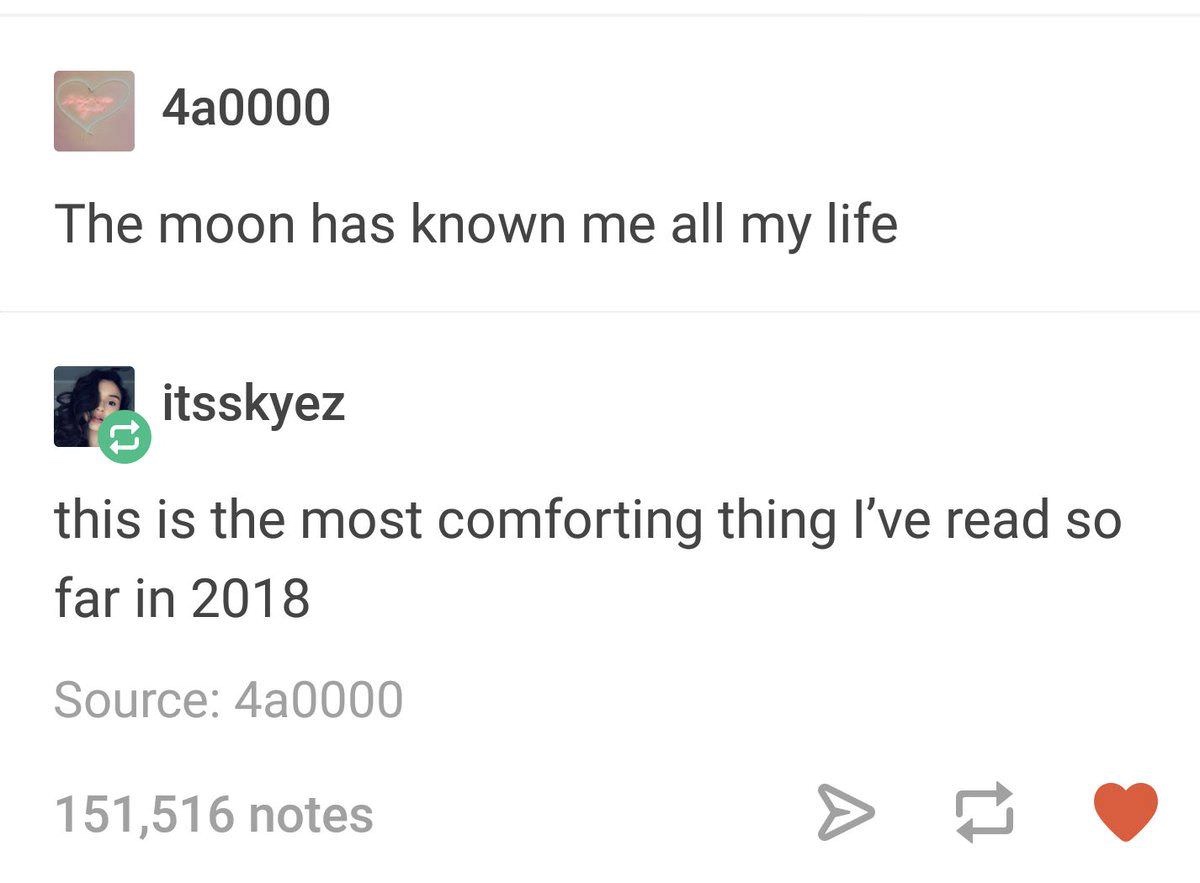 4a0000
The moon has known me all my life
itsskyez
this is the most comforting thing I’ve read so
far in 2018
Source: 4a0000
151,516 notes